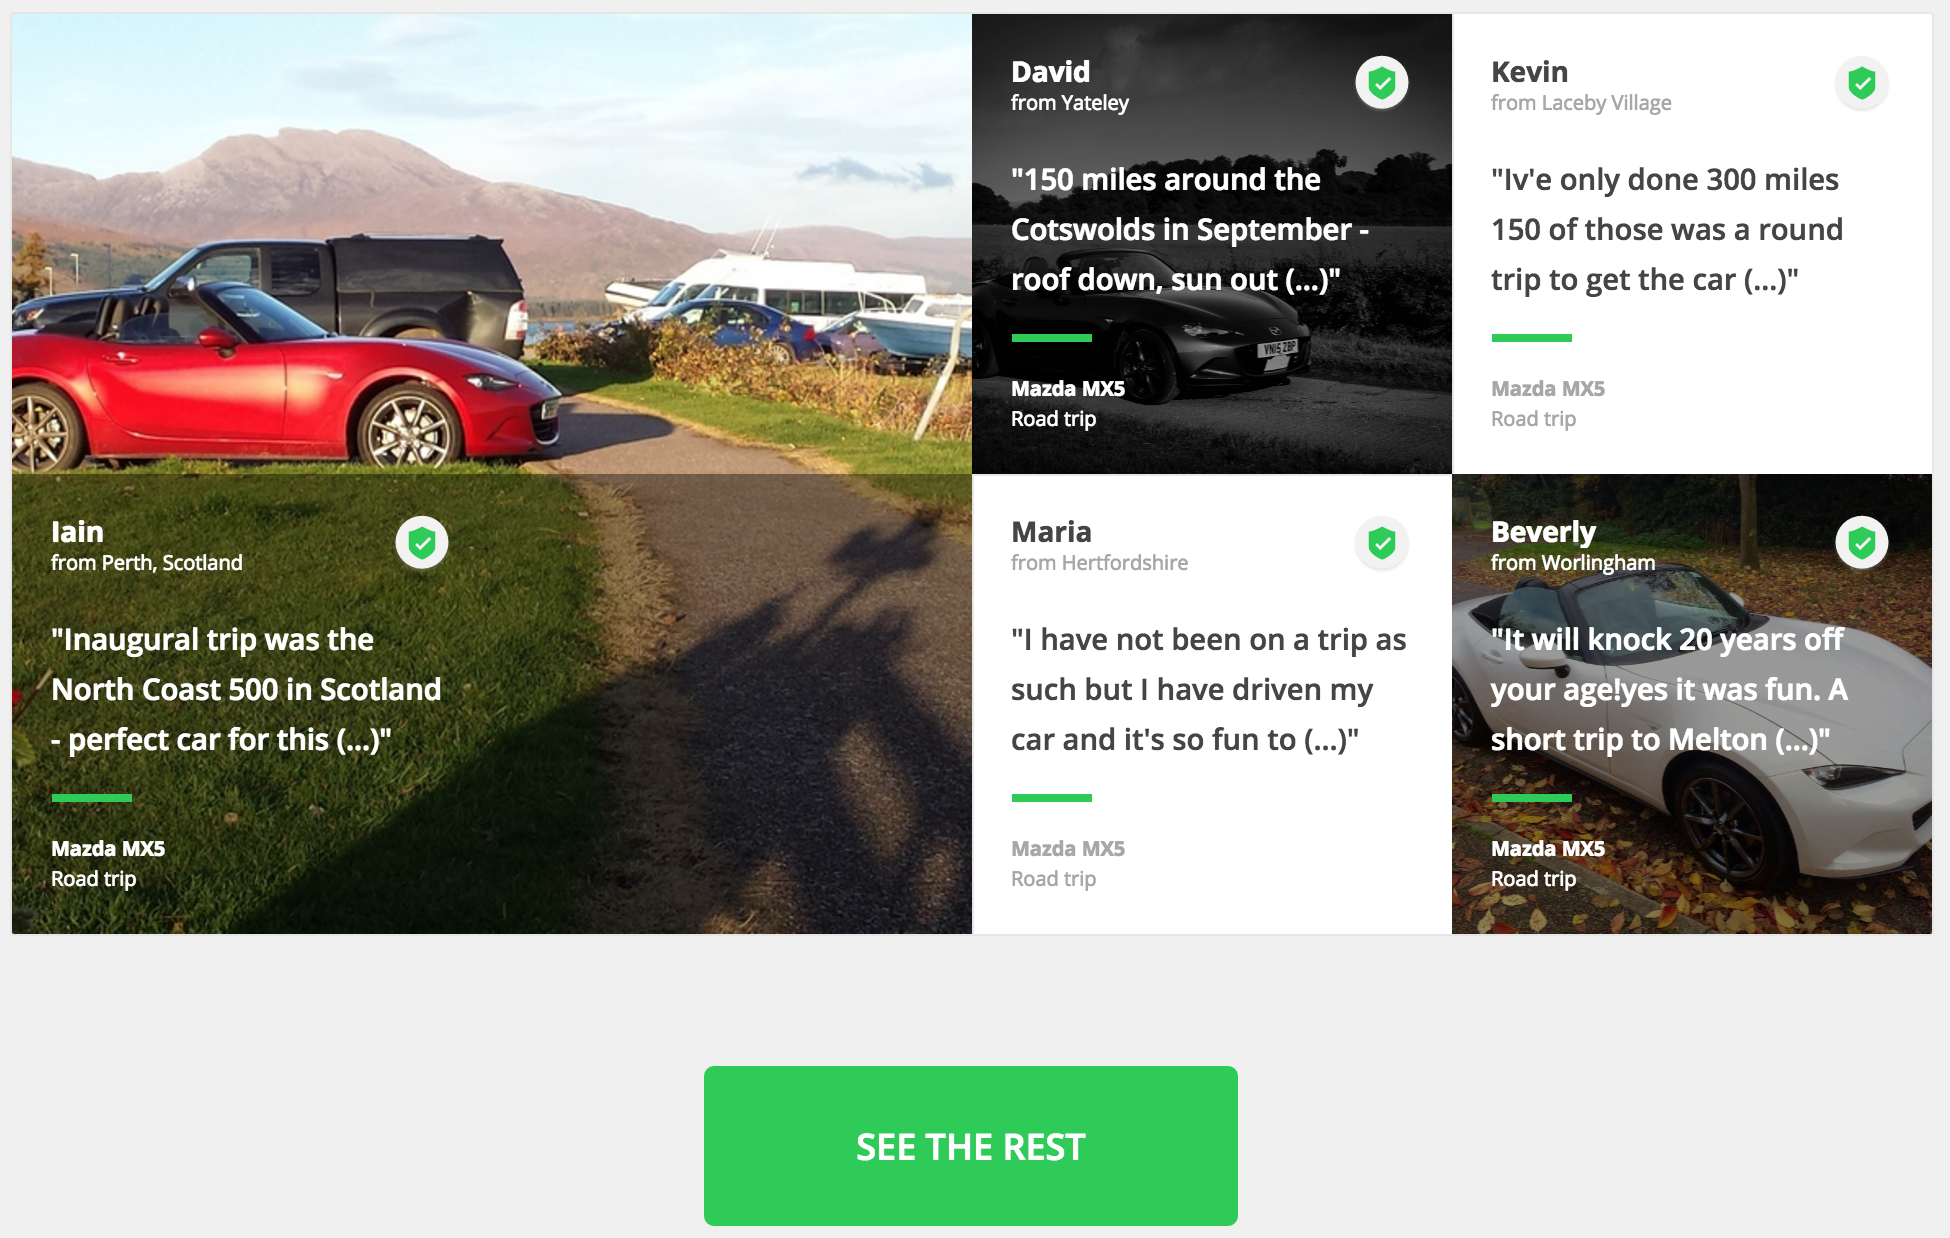 David
from Yateley
"150 miles around the
Cotswolds in September -
roof down, sun out (...)"
Mazda MX5
Road trip
YN15 ZBP
Kevin
from Laceby Village
"Iv'e only done 300 miles
150 of those was a round
trip to get the car (...)"
Mazda MX5
Road trip
Iain
from Perth, Scotland
"Inaugural trip was the
North Coast 500 in Scotland
- perfect car for this (...)"
Mazda MX5
Road trip
Maria
from Hertfordshire
"I have not been on a trip as
such but I have driven my
car and it's so fun to (...)"
Mazda MX5
Road trip
Beverly
from Worlingham
"It will knock 20 years off
your age!yes it was fun. A
short trip to Melton (...)"
Mazda MX5
Road trip
SEE THE REST